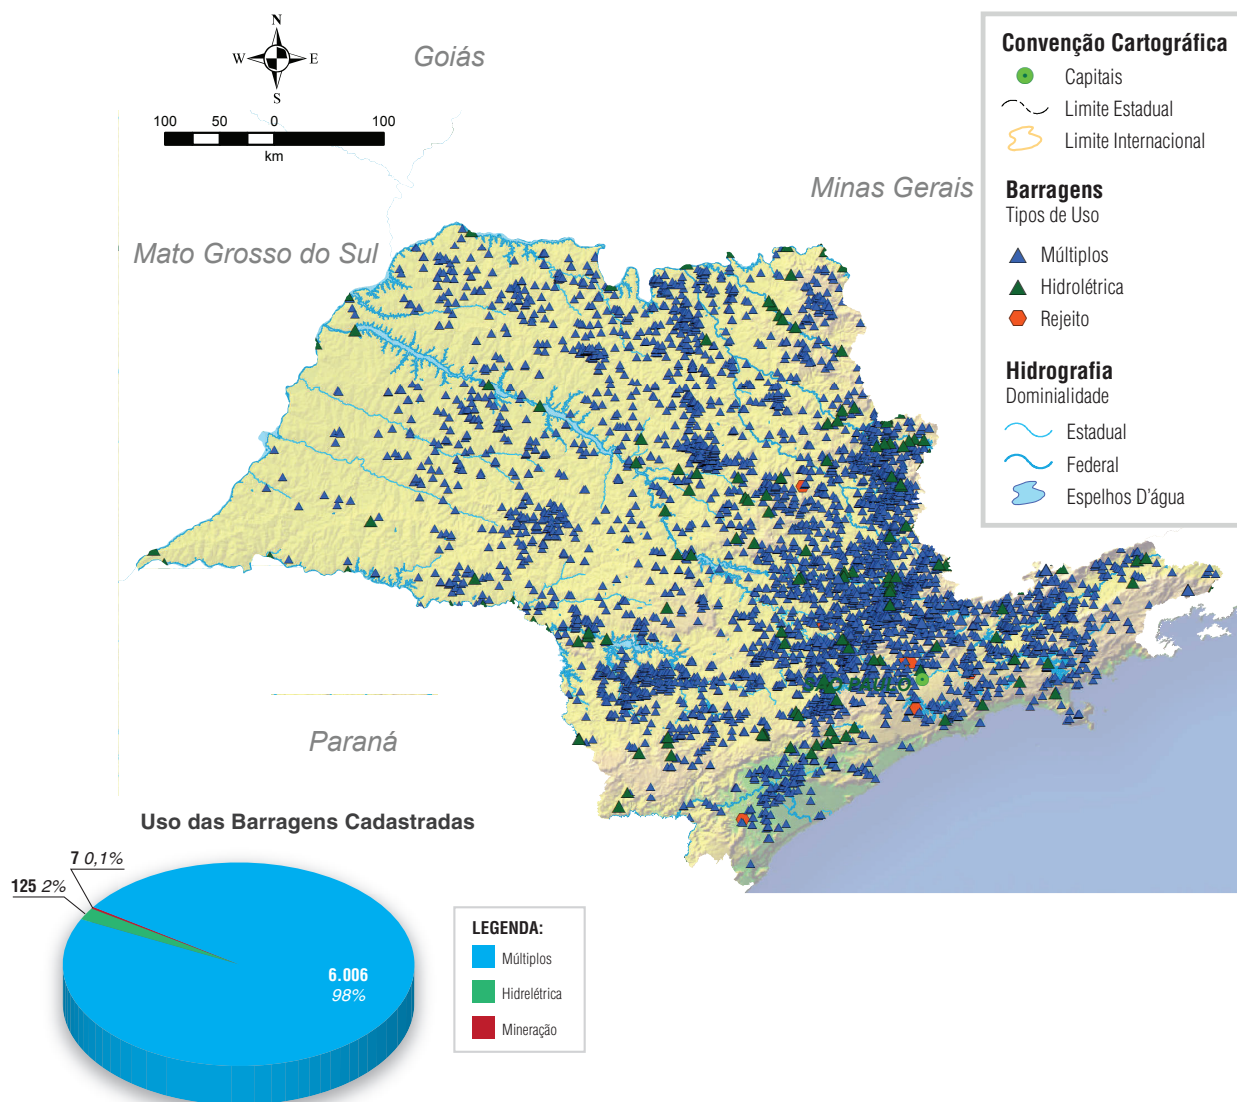 N
W
E
S
Goiás
100
50
0
100
km
Minas Gerais
Mato Grosso do Sul
Paraná
Convenção Cartográfica
Capitais
Limite Estadual
Limite Internacional
Barragens
Tipos de Uso
Múltiplos
Hidrolétrica
Rejeito
Hidrografia
Dominialidade
Estadual
Federal
Espelhos D'água
Uso das Barragens Cadastradas
7 0,1%
125 2%
6.006
98%
LEGENDA:
Múltiplos
Hidrelétrica
Mineração